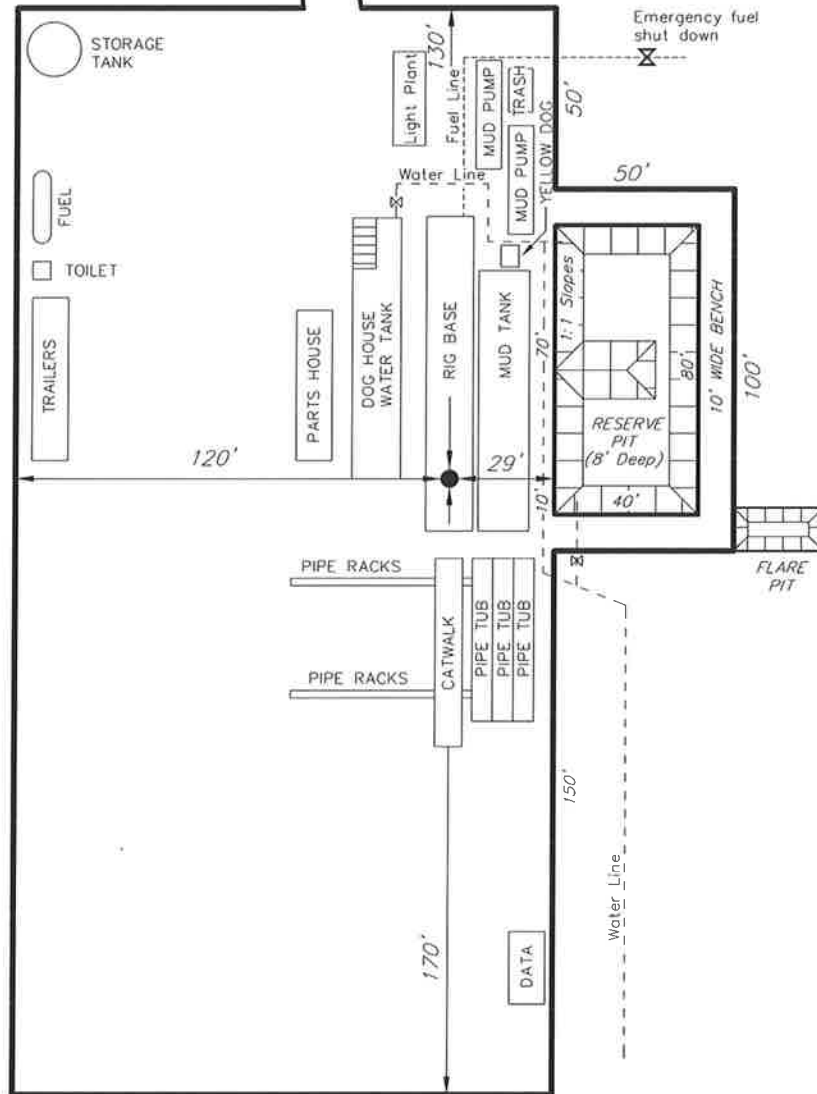 Emergency fuel
shut down
STORAGE
TANK
Light Plant
130'
Fuel Line
MUD PUMP
TRASH
MUD PUMP
YELLOW DOG
50'
50'
Water Line
FUEL
TOILET
TRAILERS
PARTS HOUSE
DOG HOUSE
WATER TANK
RIG BASE
MUD TANK
70'
1:1 Slopes
80'
10' WIDE BENCH
100'
RESERVE
PIT
(8' Deep)
120'
29'
10'
40'
FLARE
PIT
PIPE RACKS
CATWALK
PIPE TUB
PIPE TUB
PIPE TUB
PIPE RACKS
150'
Water Line
170'
DATA